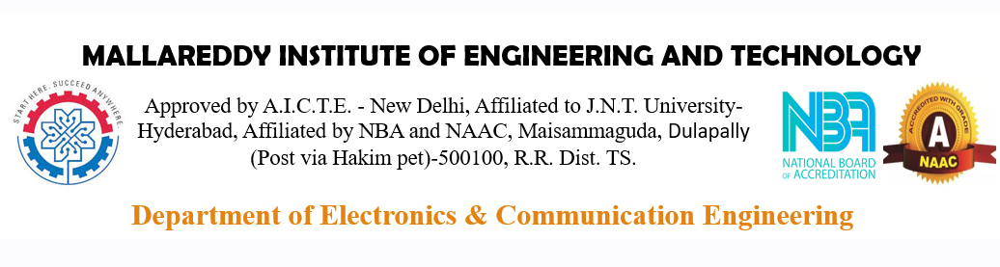 MALLAREDDY INSTITUTE OF ENGINEERING AND TECHNOLOGY
START HERE. SUCCEED ANYWHERE.
Approved by A.I.C.T.E. - New Delhi, Affiliated to J.N.T. University-
Hyderabad, Affiliated by NBA and NAAC, Maisammaguda, Dulapally
(Post via Hakim pet)-500100, R.R. Dist. TS.
NBA
NATIONAL BOARD
OF ACCREDITATION
ACCREDITED WITH GRADE
A
NAAC
Department of Electronics & Communication Engineering